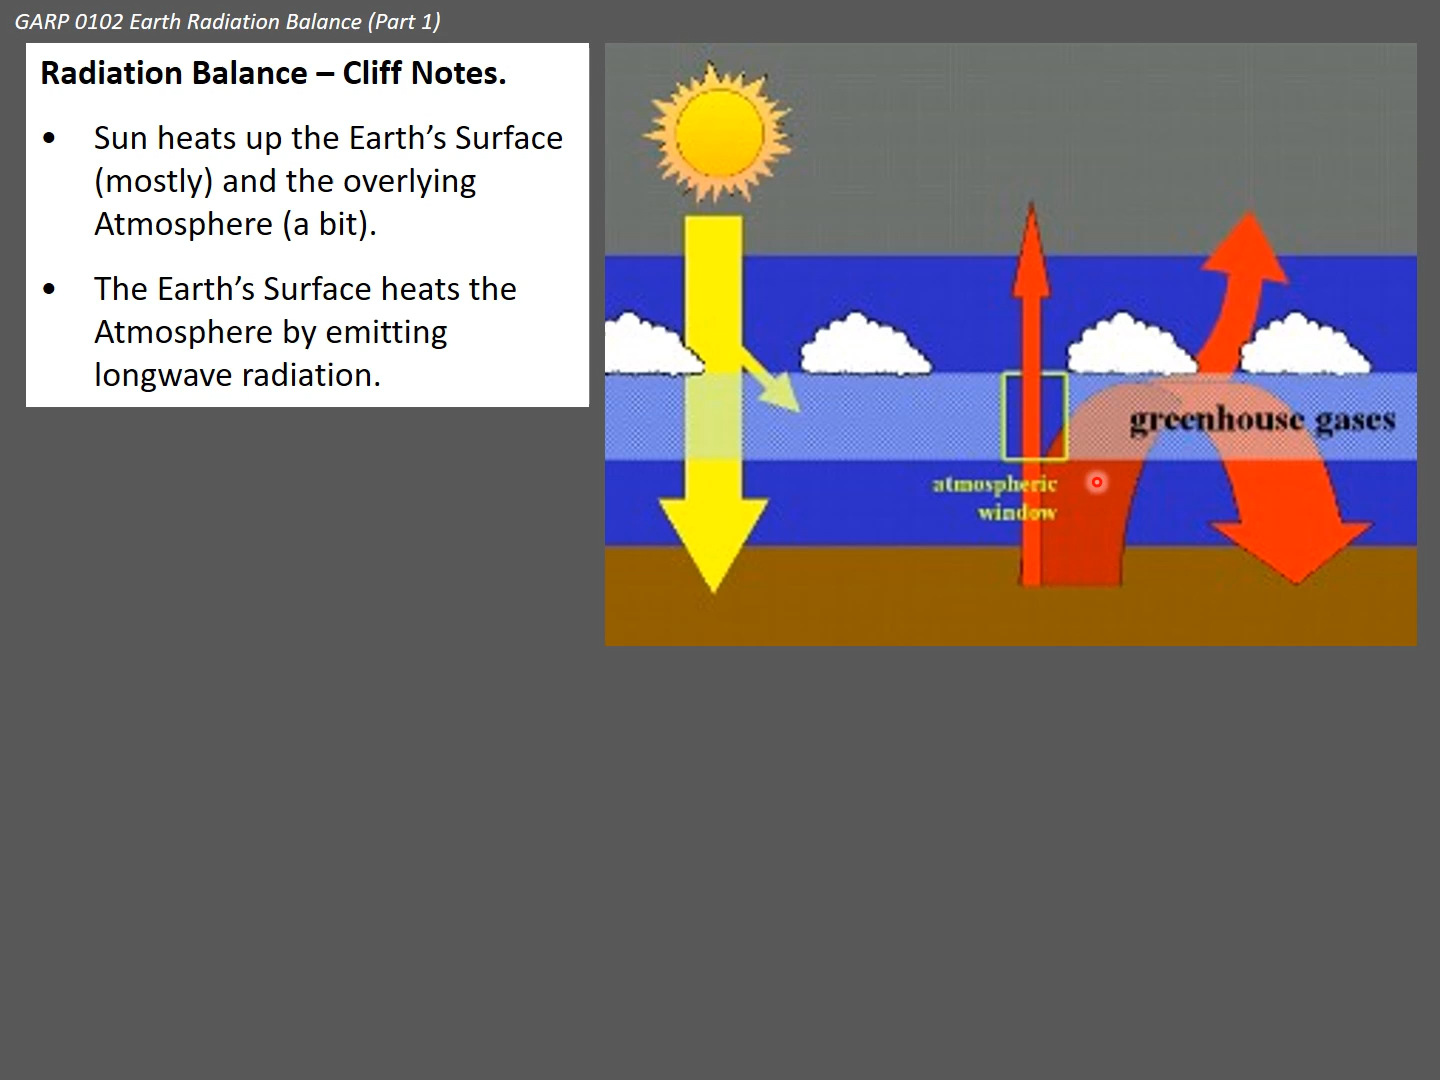 GARP 0102 Earth Radiation Balance (Part 1)
Radiation Balance – Cliff Notes.
• Sun heats up the Earth’s Surface
(mostly) and the overlying
Atmosphere (a bit).
• The Earth’s Surface heats the
Atmosphere by emitting
longwave radiation.
greenhouse gases
atmospheric
window